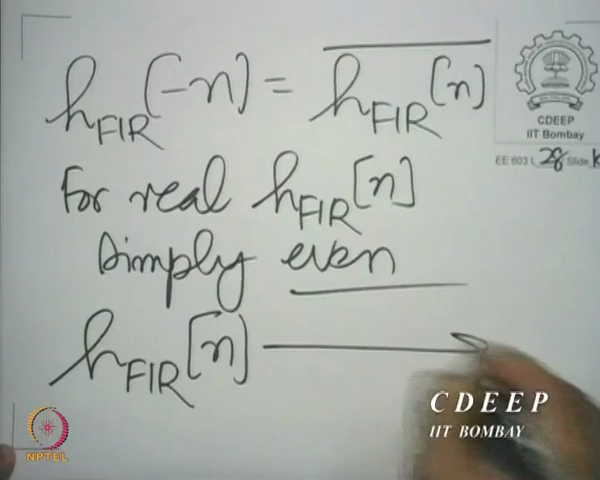 h_FIR[-n] = \overline{h_FIR[n]}
For real h_FIR[n]
simply even
h_FIR[n] →
CDEEP
IIT Bombay
EE 603 L 28 Slide
CDEEP
IIT BOMBAY
NPTEL